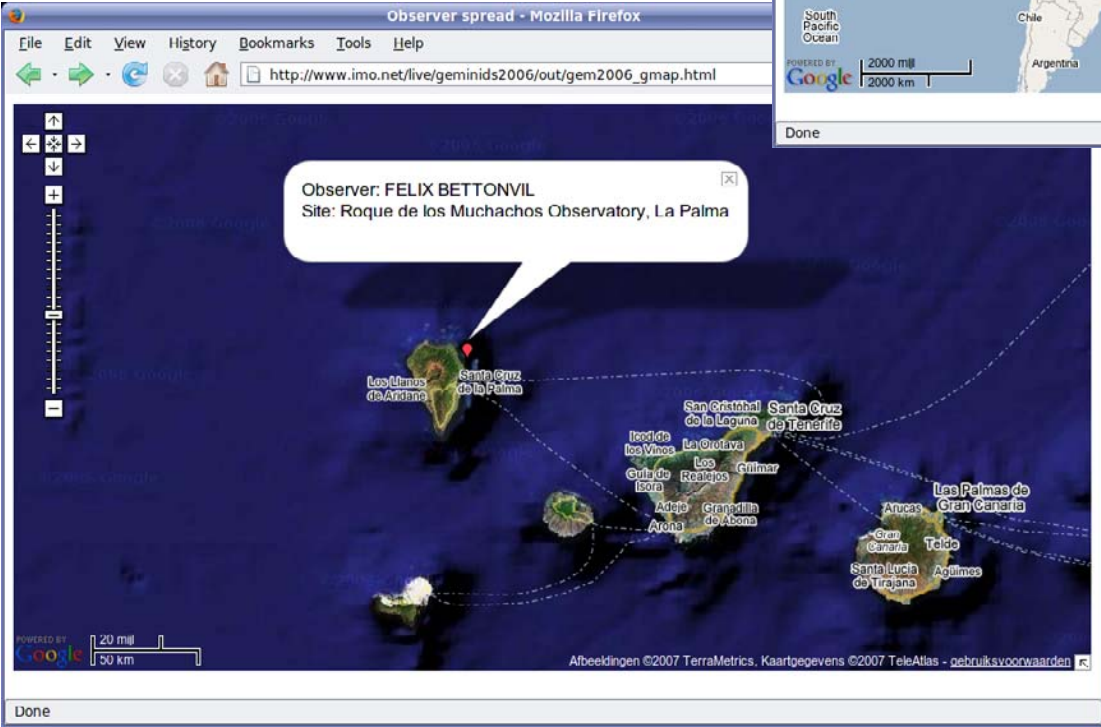 Observer spread - Mozilla Firefox
File Edit View History Bookmarks Tools Help
http://www.imo.net/live/geminids2006/out/gem2006_gmap.html
South
Pacific
Ocean
Chile
Argentina
POWERED BY
Google
2000 mijl
2000 km
Done
Observer: FELIX BETTONVIL
Site: Roque de los Muchachos Observatory, La Palma
Los Llanos
de Aridane
Santa Cruz
de la Palma
San Cristóbal
de la Laguna
Santa Cruz
de Tenerife
Icod de
los Vinos
La Orotava
Los
Realejos
Güímar
Guía de
Isora
Adeje
Granadilla
de Abona
Arona
Las Palmas de
Gran Canaria
Arucas
Gran
Canaria
Telde
Santa Lucía
de Tirajana
Agüimes
POWERED BY
Google
20 mijl
50 km
Afbeeldingen ©2007 TerraMetrics, Kaartgegevens ©2007 TeleAtlas - gebruiksvoorwaarden
Done